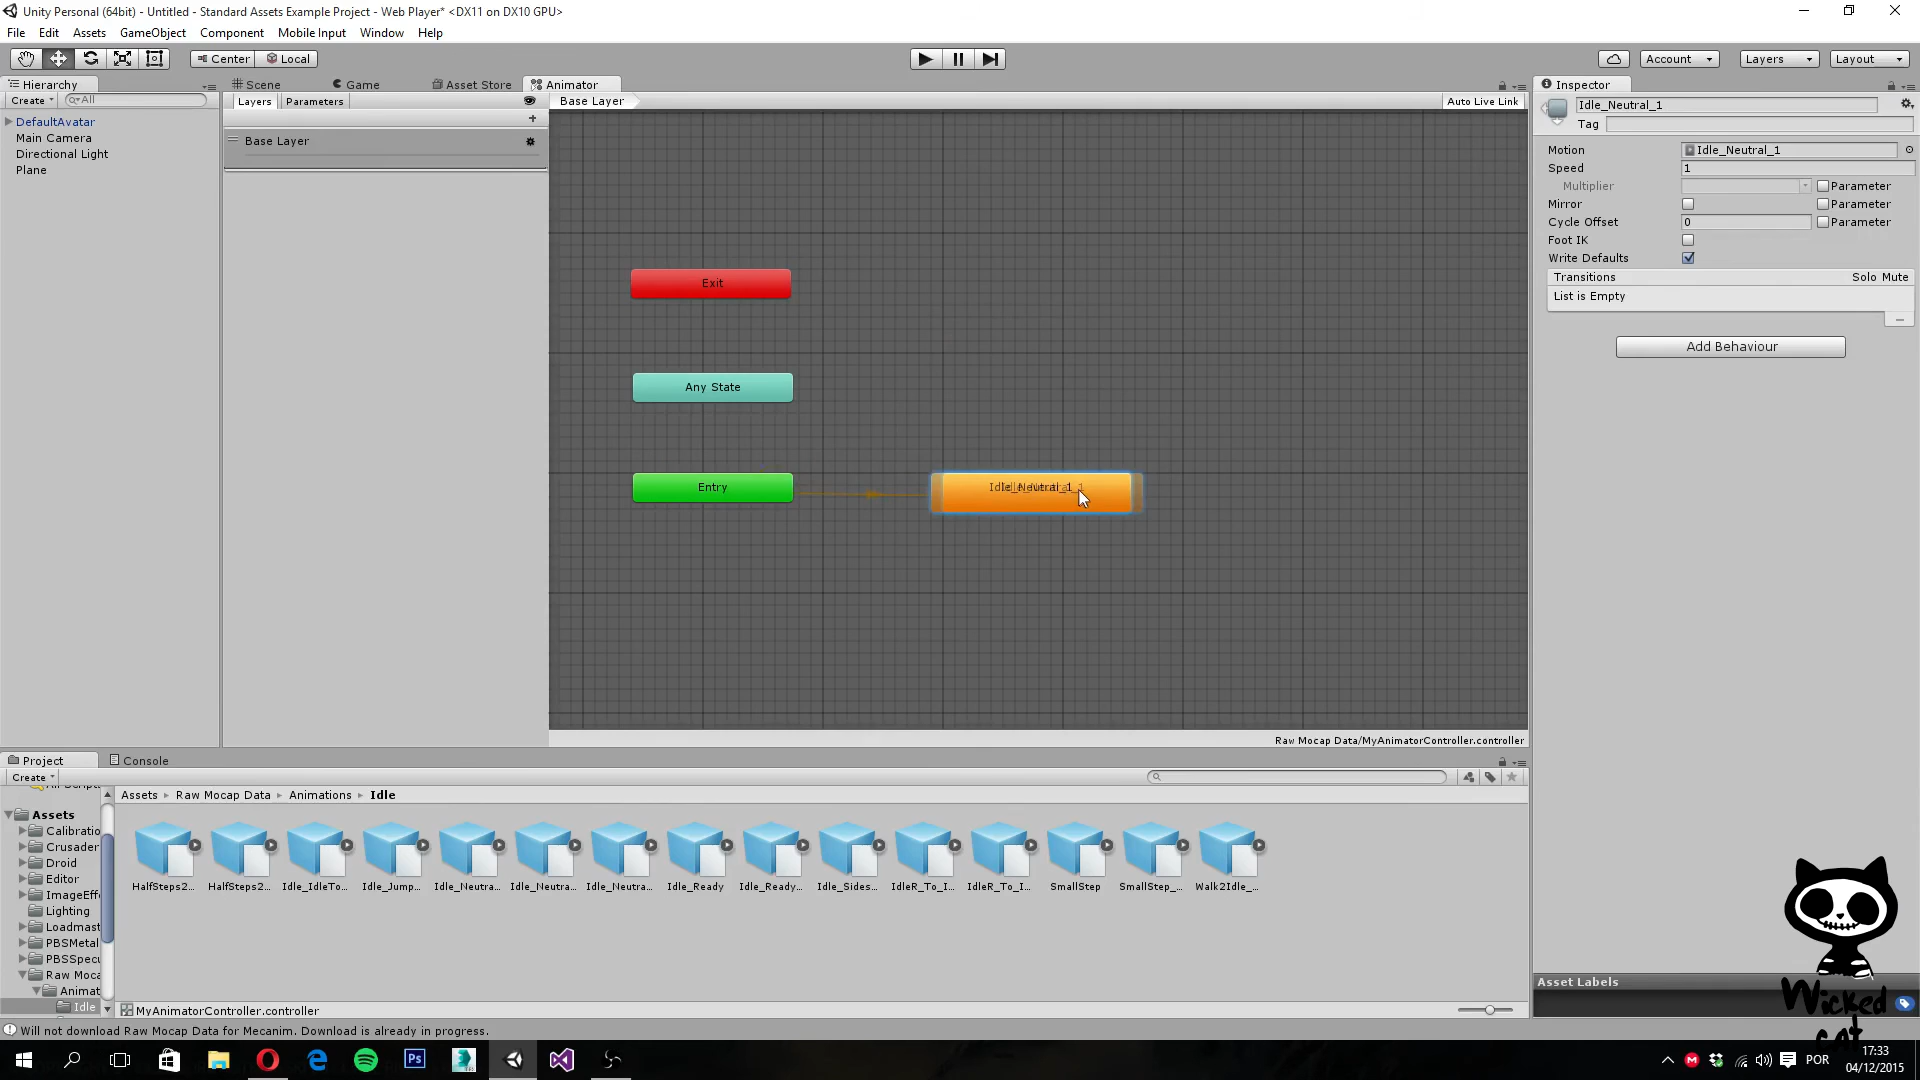 Unity Personal (64bit) - Untitled - Standard Assets Example Project - Web Player* <DX11 on DX10 GPU>
File Edit Assets GameObject Component Mobile Input Window Help
Center Local Account Layers Layout
Hierarchy Scene Game Asset Store Animator Inspector
Create All Layers Parameters Base Layer Auto Live Link Idle_Neutral_1
Tag
DefaultAvatar
Main Camera
Directional Light
Plane
Base Layer
Motion Idle_Neutral_1
Speed 1
Multiplier Parameter
Mirror Parameter
Cycle Offset 0 Parameter
Foot IK
Write Defaults
Transitions Solo Mute
List is Empty
Add Behaviour
Exit
Any State
Entry
Idle_Neutral_1
Raw Mocap Data/MyAnimatorController.controller
Project Console
Create
Assets Raw Mocap Data Animations Idle
Assets
Calibratio
Crusader
Droid
Editor
ImageEff
Lighting
Loadmast
PBSMetal
PBSSpecu
Raw Moca
Animat
Idle
HalfSteps2... HalfSteps2... Idle_IdleTo... Idle_Jump... Idle_Neutra... Idle_Neutra... Idle_Neutra... Idle_Ready Idle_Ready... Idle_Sides... IdleR_To_I... IdleR_To_I... SmallStep SmallStep_... Walk2Idle_...
MyAnimatorController.controller
Asset Labels
Wicked
cat
Will not download Raw Mocap Data for Mecanim. Download is already in progress.
Ps
POR
17:33
04/12/2015